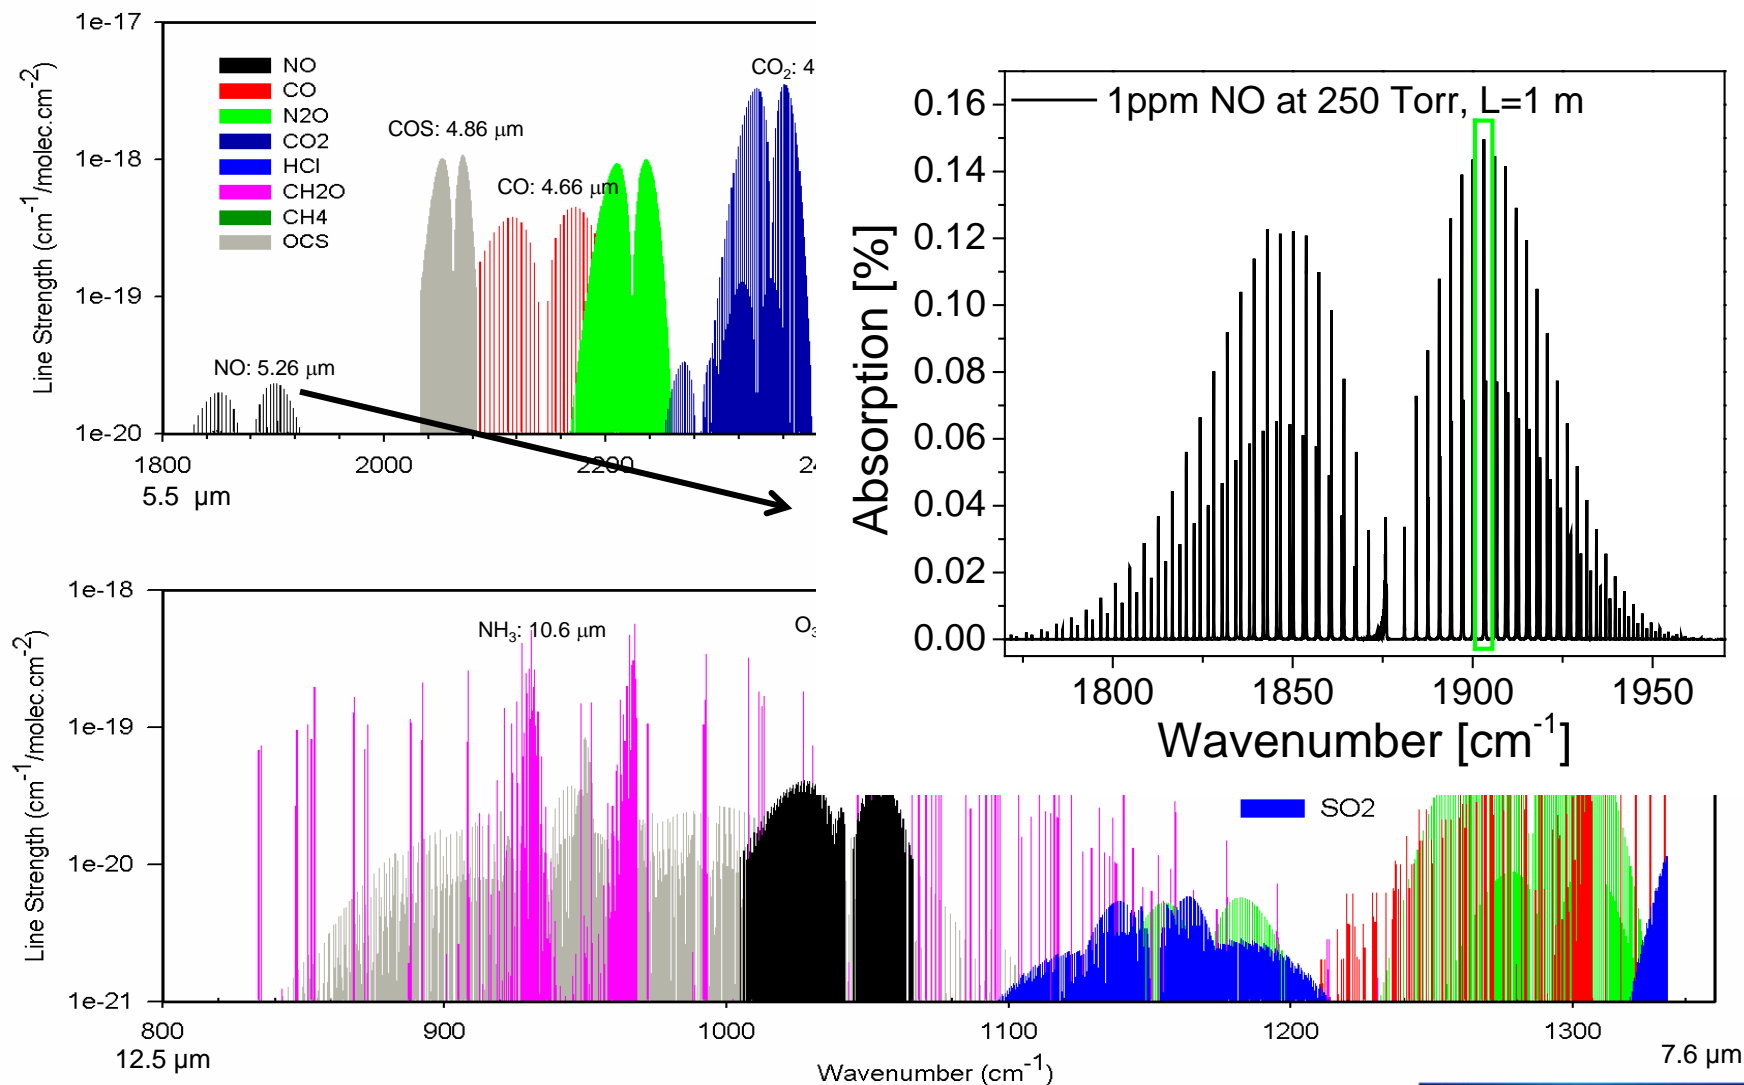 1e-17
1e-18
1e-19
1e-20
Line Strength (cm⁻¹/molec.cm⁻²)
NO
CO
N2O
CO2
HCl
CH2O
CH4
OCS
CO₂: 4
COS: 4.86 µm
CO: 4.66 µm
NO: 5.26 µm
1800
2000
2200
24
5.5 µm
1ppm NO at 250 Torr, L=1 m
0.16
0.14
0.12
0.10
0.08
0.06
0.04
0.02
0.00
Absorption [%]
1800
1850
1900
1950
Wavenumber [cm⁻¹]
1e-18
1e-19
1e-20
1e-21
Line Strength (cm⁻¹/molec.cm⁻²)
NH₃: 10.6 µm
O₃
SO2
800
900
1000
1100
1200
1300
12.5 µm
Wavenumber (cm⁻¹)
7.6 µm